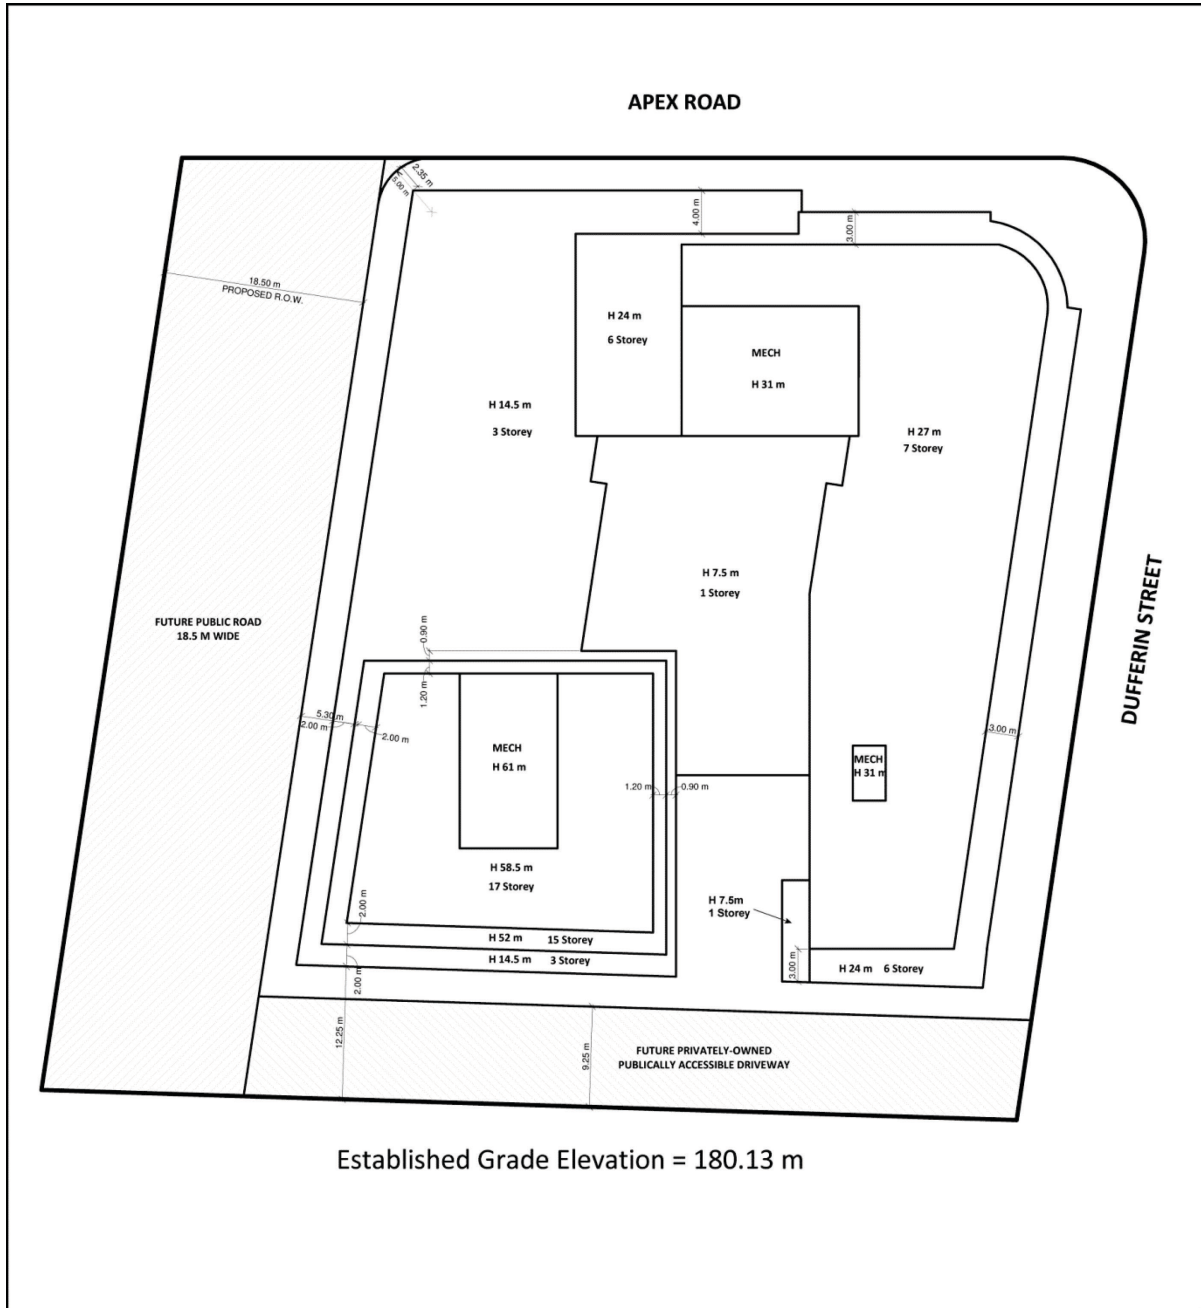 APEX ROAD
2.35 m
5.00 m
4.00 m
3.00 m
18.50 m
PROPOSED R.O.W.
H 24 m
6 Storey
MECH
H 31 m
H 14.5 m
3 Storey
H 27 m
7 Storey
H 7.5 m
1 Storey
DUFFERIN STREET
FUTURE PUBLIC ROAD
18.5 M WIDE
0.90 m
1.20 m
5.30 m
2.00 m
2.00 m
MECH
H 61 m
3.00 m
MECH
H 31 m
1.20 m
0.90 m
H 58.5 m
17 Storey
2.00 m
H 7.5m
1 Storey
H 52 m 15 Storey
H 14.5 m 3 Storey
2.00 m
3.00 m
H 24 m 6 Storey
12.25 m
9.25 m
FUTURE PRIVATELY-OWNED
PUBLICALLY ACCESSIBLE DRIVEWAY
Established Grade Elevation = 180.13 m